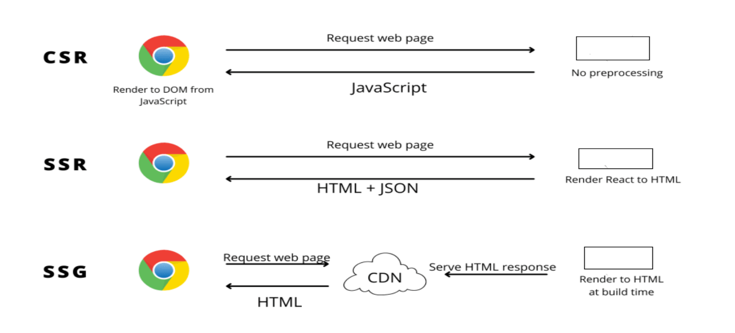 CSR
Request web page
JavaScript
Render to DOM from
JavaScript
No preprocessing
SSR
Request web page
HTML + JSON
Render React to HTML
SSG
Request web page
HTML
CDN
Serve HTML response
Render to HTML
at build time